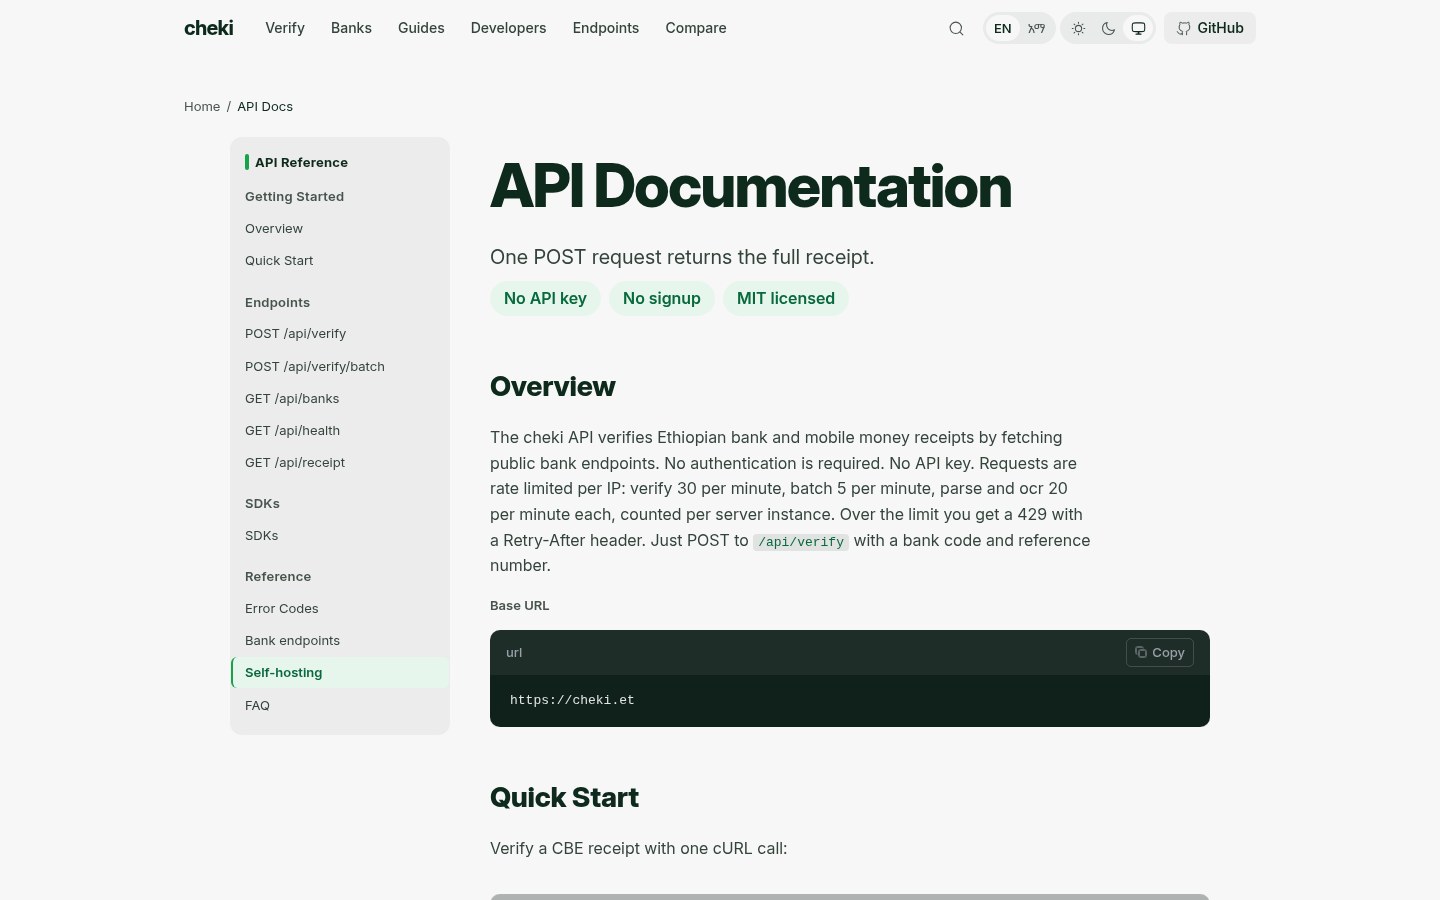 cheki
Verify
Banks
Guides
Developers
Endpoints
Compare
EN
አማ
GitHub
Home / API Docs
API Reference
Getting Started
Overview
Quick Start
Endpoints
POST /api/verify
POST /api/verify/batch
GET /api/banks
GET /api/health
GET /api/receipt
SDKs
SDKs
Reference
Error Codes
Bank endpoints
Self-hosting
FAQ
API Documentation
One POST request returns the full receipt.
No API key
No signup
MIT licensed
Overview
The cheki API verifies Ethiopian bank and mobile money receipts by fetching
public bank endpoints. No authentication is required. No API key. Requests are
rate limited per IP: verify 30 per minute, batch 5 per minute, parse and ocr 20
per minute each, counted per server instance. Over the limit you get a 429 with
a Retry-After header. Just POST to /api/verify with a bank code and reference
number.
Base URL
url
Copy
https://cheki.et
Quick Start
Verify a CBE receipt with one cURL call: